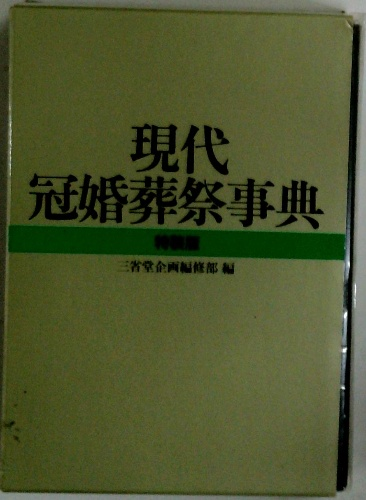 現代
冠婚葬祭事典
三省堂企画編修部 編